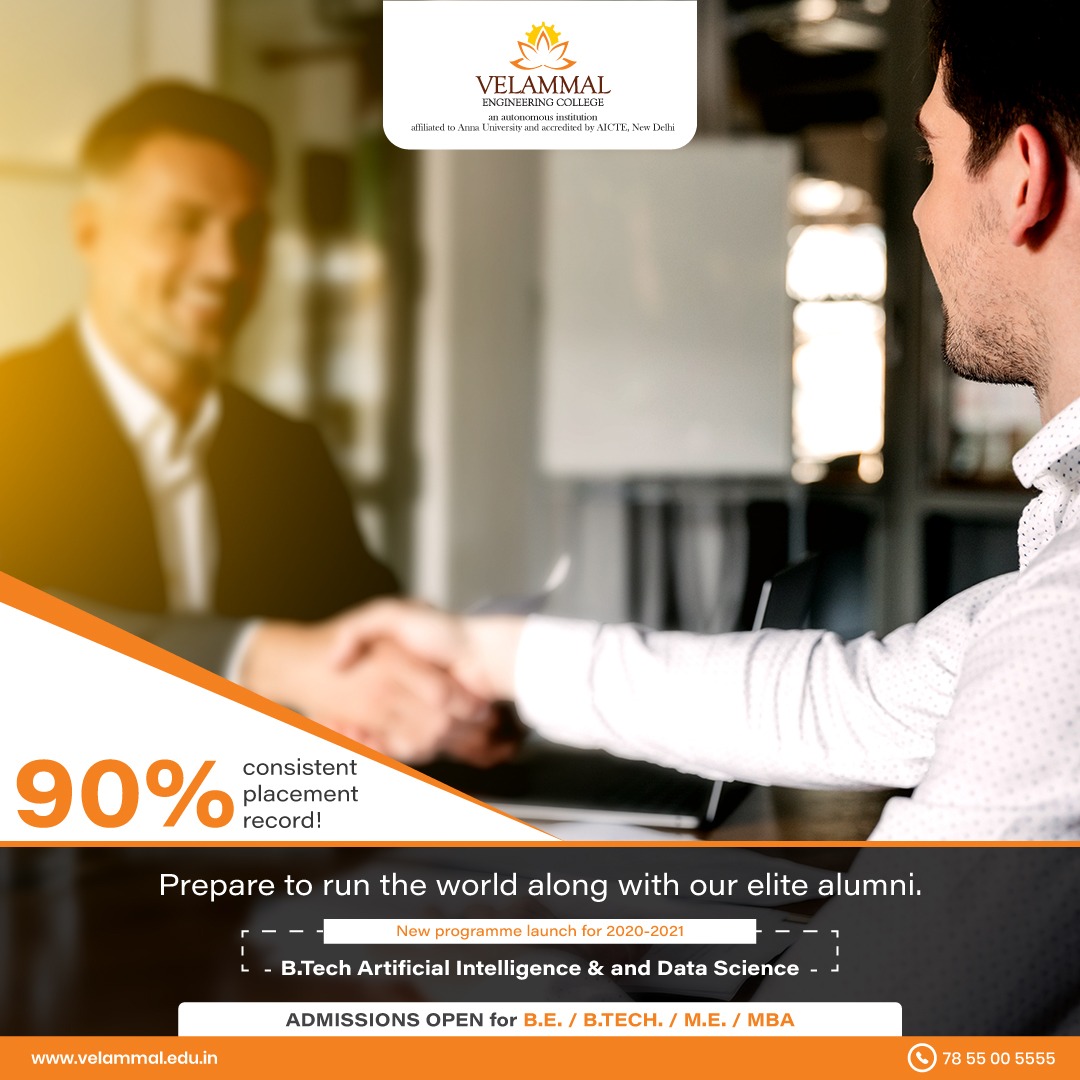 VELAMMAL
ENGINEERING COLLEGE
an autonomous institution
affiliated to Anna University and accredited by AICTE, New Delhi
90% consistent
placement
record!
Prepare to run the world along with our elite alumni.
New programme launch for 2020-2021
- B.Tech Artificial Intelligence & and Data Science -
ADMISSIONS OPEN for B.E. / B.TECH. / M.E. / MBA
www.velammal.edu.in
78 55 00 5555